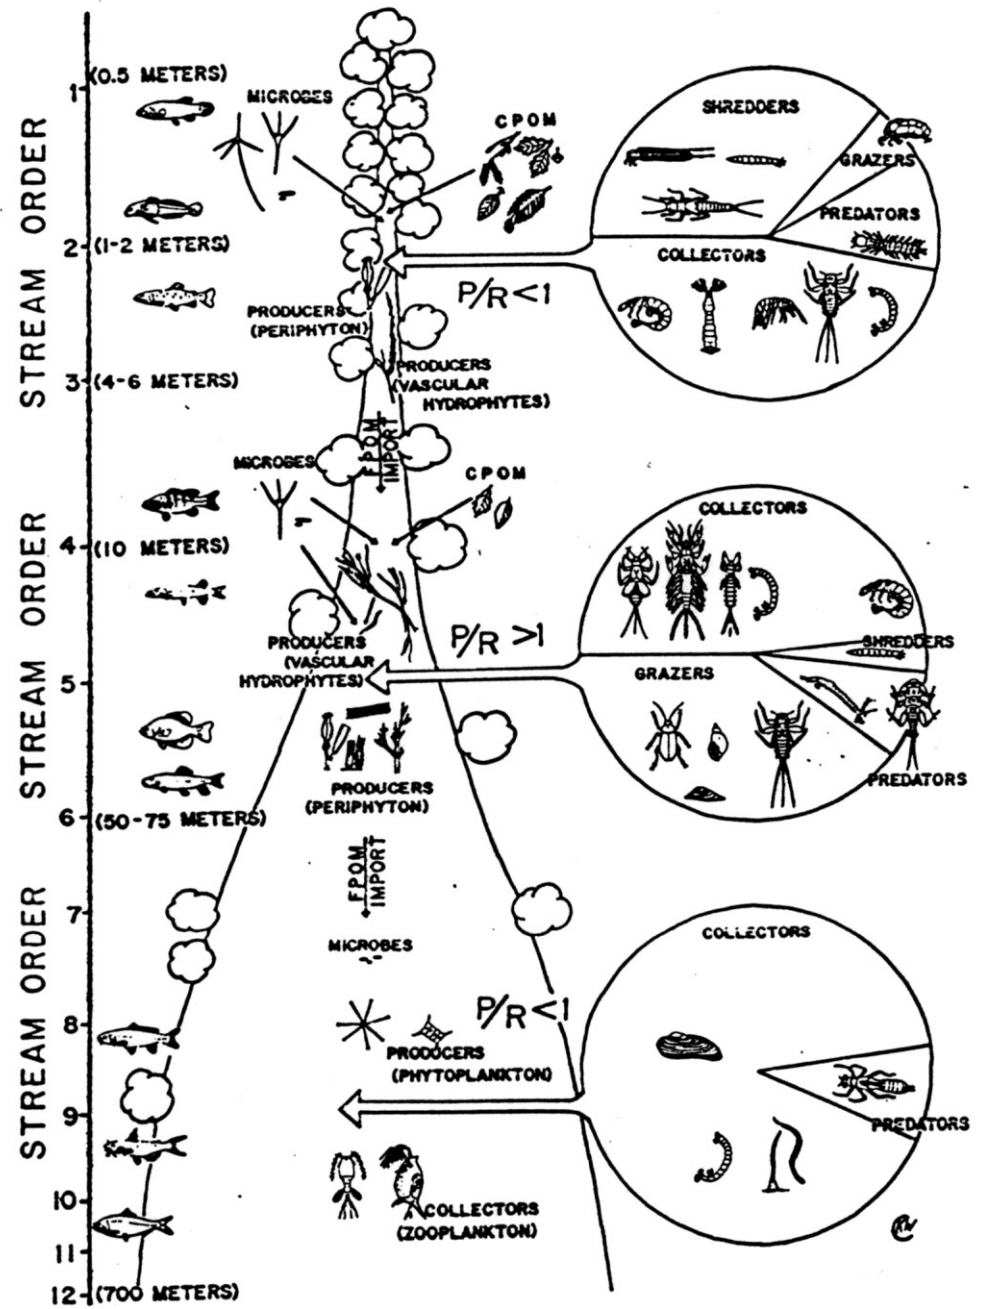 STREAM ORDER
STREAM ORDER
STREAM ORDER
1
(0.5 METERS)
MICROBES
CPOM
SHREDDERS
GRAZERS
PREDATORS
COLLECTORS
2
(1-2 METERS)
P/R<1
PRODUCERS
(PERIPHYTON)
PRODUCERS
(VASCULAR
HYDROPHYTES)
3
(4-6 METERS)
FPOM
IMPORT
MICROBES
CPOM
COLLECTORS
4
(10 METERS)
P/R >1
SHREDDERS
GRAZERS
PREDATORS
PRODUCERS
(VASCULAR
HYDROPHYTES)
5
PRODUCERS
(PERIPHYTON)
6
(50-75 METERS)
FPOM
IMPORT
7
MICROBES
COLLECTORS
P/R<1
8
PRODUCERS
(PHYTOPLANKTON)
PREDATORS
9
COLLECTORS
(ZOOPLANKTON)
10
11
12
(700 METERS)